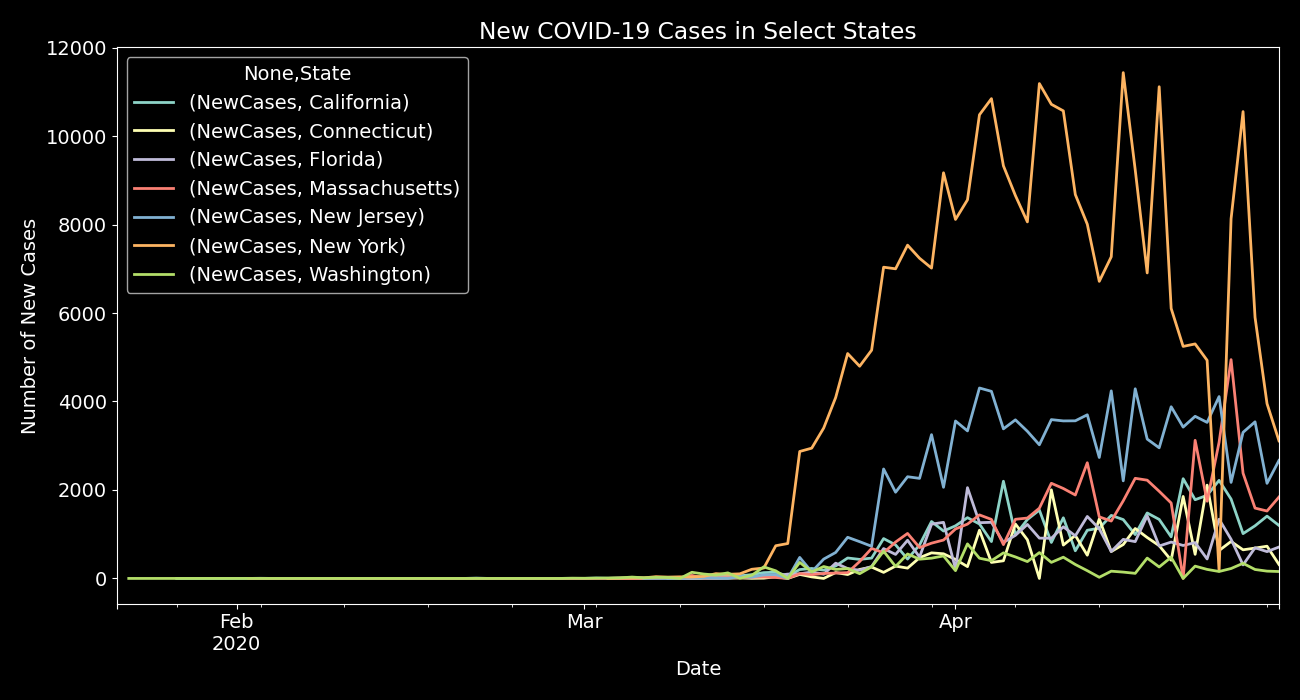 New COVID-19 Cases in Select States
12000
10000
8000
6000
4000
2000
0
Number of New Cases
None,State
(NewCases, California)
(NewCases, Connecticut)
(NewCases, Florida)
(NewCases, Massachusetts)
(NewCases, New Jersey)
(NewCases, New York)
(NewCases, Washington)
Feb
2020
Mar
Apr
Date